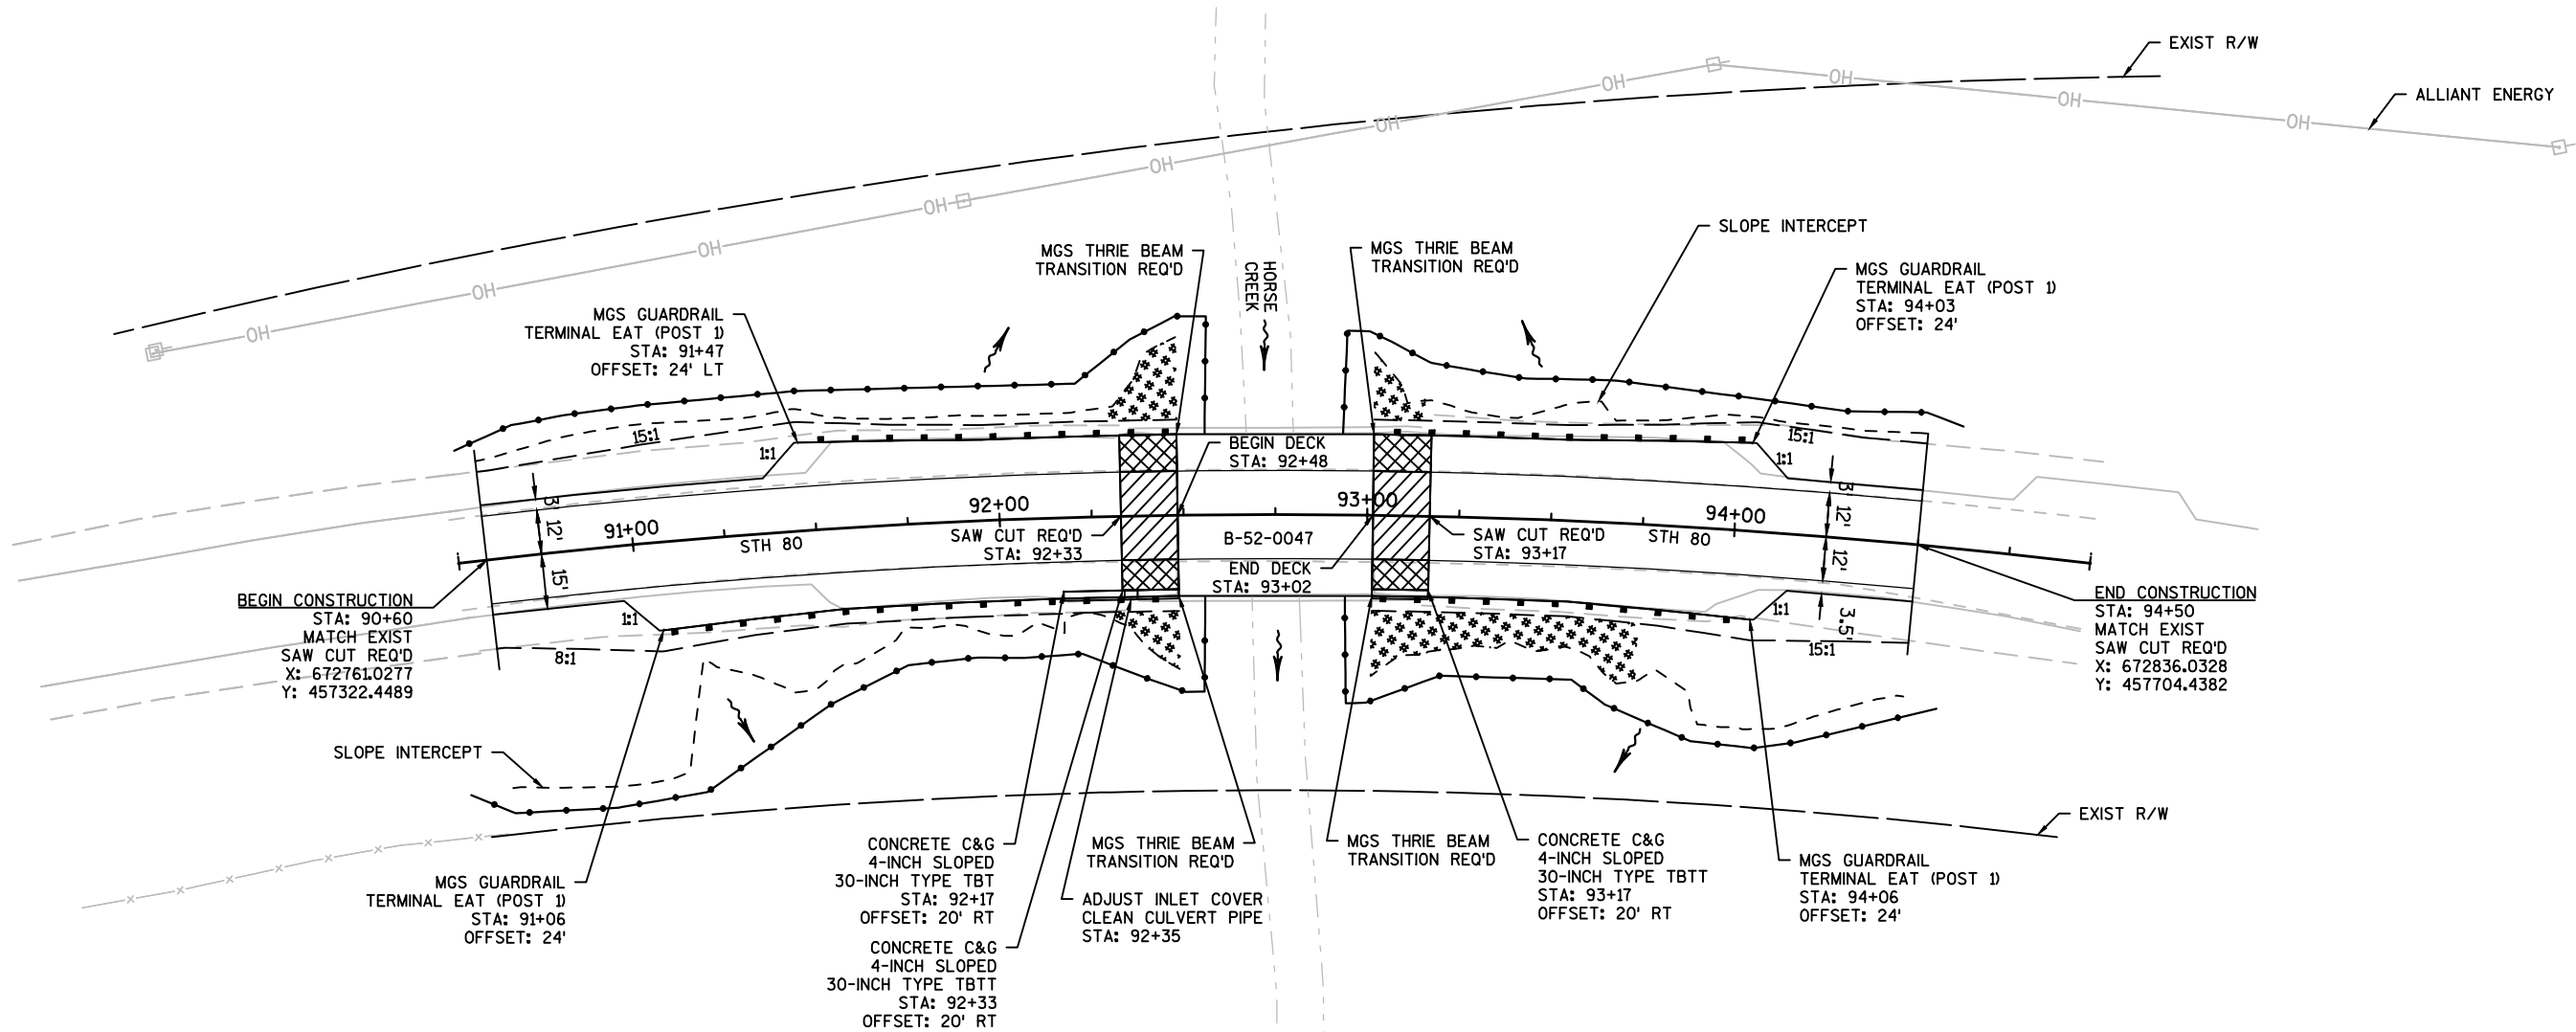 EXIST R/W
ALLIANT ENERGY
OH
OH
OH
OH
OH
OH
OH
OH
OH
OH
SLOPE INTERCEPT
MGS THRIE BEAM
TRANSITION REQ'D
HORSE
CREEK
MGS THRIE BEAM
TRANSITION REQ'D
MGS GUARDRAIL
TERMINAL EAT (POST 1)
STA: 94+03
OFFSET: 24'
MGS GUARDRAIL
TERMINAL EAT (POST 1)
STA: 91+47
OFFSET: 24' LT
15:1
1:1
BEGIN DECK
STA: 92+48
15:1
1:1
3'
12'
15'
91+00
STH 80
92+00
SAW CUT REQ'D
STA: 92+33
B-52-0047
93+00
END DECK
STA: 93+02
SAW CUT REQ'D
STA: 93+17
STH 80
94+00
3'
12'
12'
3.5'
BEGIN CONSTRUCTION
STA: 90+60
MATCH EXIST
SAW CUT REQ'D
X: 672761.0277
Y: 457322.4489
1:1
8:1
1:1
15:1
END CONSTRUCTION
STA: 94+50
MATCH EXIST
SAW CUT REQ'D
X: 672836.0328
Y: 457704.4382
SLOPE INTERCEPT
EXIST R/W
MGS GUARDRAIL
TERMINAL EAT (POST 1)
STA: 91+06
OFFSET: 24'
CONCRETE C&G
4-INCH SLOPED
30-INCH TYPE TBT
STA: 92+17
OFFSET: 20' RT
CONCRETE C&G
4-INCH SLOPED
30-INCH TYPE TBTT
STA: 92+33
OFFSET: 20' RT
MGS THRIE BEAM
TRANSITION REQ'D
ADJUST INLET COVER
CLEAN CULVERT PIPE
STA: 92+35
MGS THRIE BEAM
TRANSITION REQ'D
CONCRETE C&G
4-INCH SLOPED
30-INCH TYPE TBTT
STA: 93+17
OFFSET: 20' RT
MGS GUARDRAIL
TERMINAL EAT (POST 1)
STA: 94+06
OFFSET: 24'